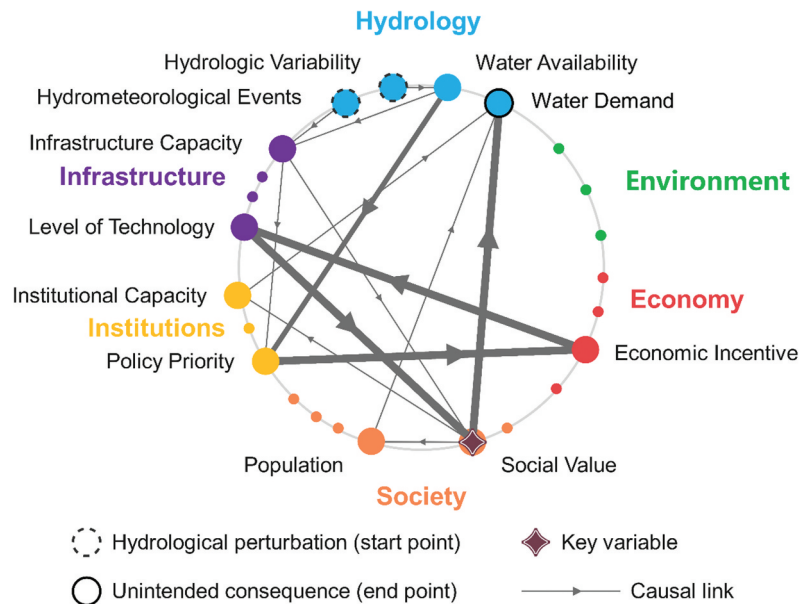 Hydrology
Hydrologic Variability
Water Availability
Hydrometeorological Events
Water Demand
Infrastructure Capacity
Infrastructure
Environment
Level of Technology
Institutional Capacity
Economy
Institutions
Policy Priority
Economic Incentive
Population
Social Value
Society
Hydrological perturbation (start point)
Key variable
Unintended consequence (end point)
Causal link